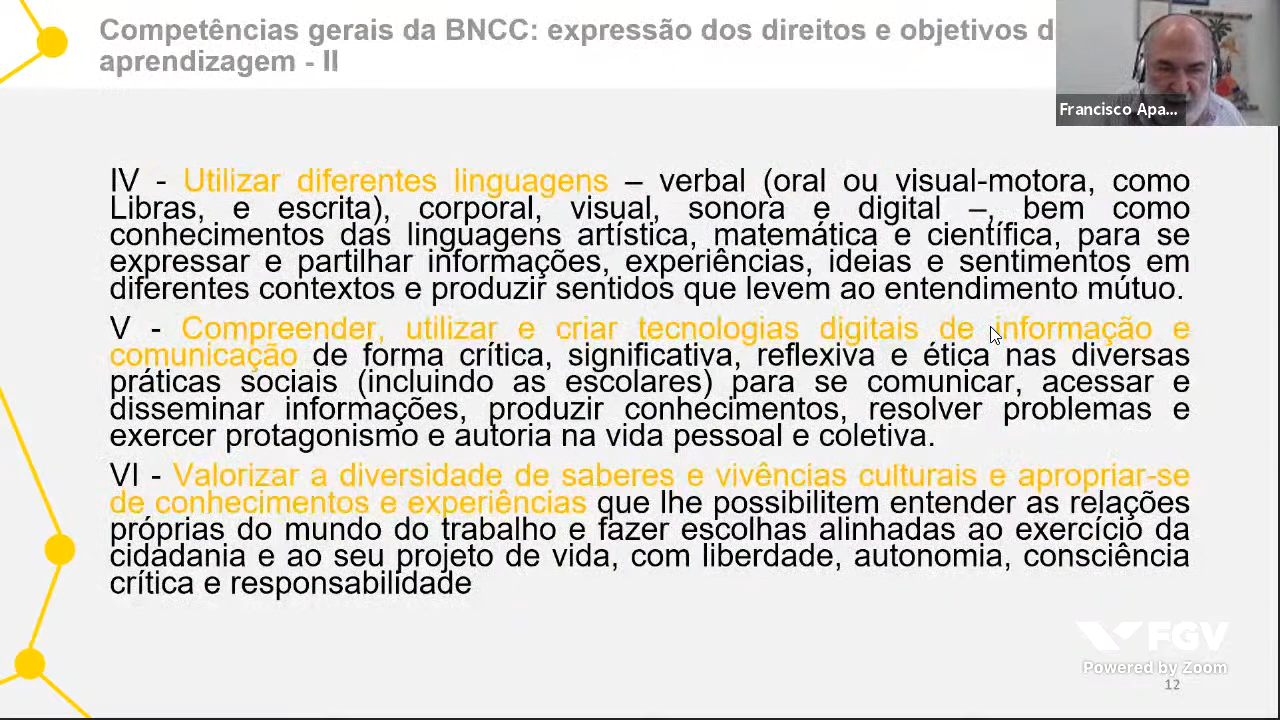 Competências gerais da BNCC: expressão dos direitos e objetivos d
aprendizagem - II
Francisco Apa...
IV - Utilizar diferentes linguagens – verbal (oral ou visual-motora, como
Libras, e escrita), corporal, visual, sonora e digital –, bem como
conhecimentos das linguagens artística, matemática e científica, para se
expressar e partilhar informações, experiências, ideias e sentimentos em
diferentes contextos e produzir sentidos que levem ao entendimento mútuo.
V - Compreender, utilizar e criar tecnologias digitais de informação e
comunicação de forma crítica, significativa, reflexiva e ética nas diversas
práticas sociais (incluindo as escolares) para se comunicar, acessar e
disseminar informações, produzir conhecimentos, resolver problemas e
exercer protagonismo e autoria na vida pessoal e coletiva.
VI - Valorizar a diversidade de saberes e vivências culturais e apropriar-se
de conhecimentos e experiências que lhe possibilitem entender as relações
próprias do mundo do trabalho e fazer escolhas alinhadas ao exercício da
cidadania e ao seu projeto de vida, com liberdade, autonomia, consciência
crítica e responsabilidade
FGV
Powered by Zoom
12